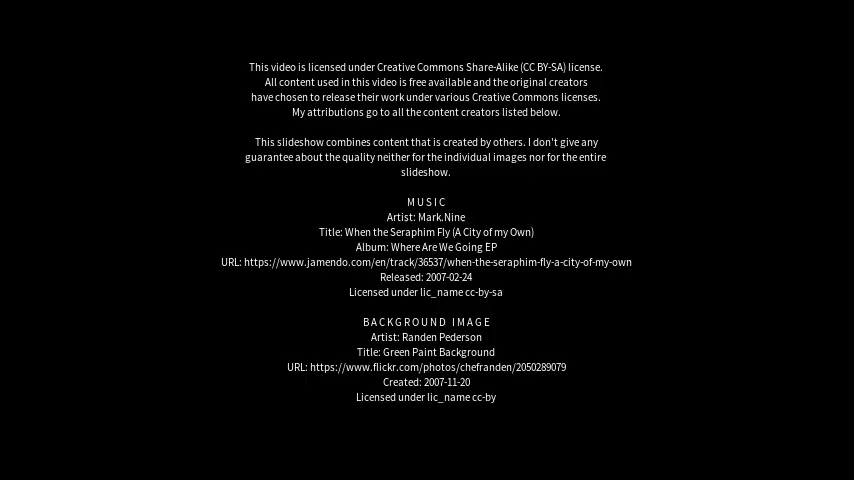 This video is licensed under Creative Commons Share-Alike (CC BY-SA) license.
All content used in this video is free available and the original creators
have chosen to release their work under various Creative Commons licenses.
My attributions go to all the content creators listed below.
This slideshow combines content that is created by others. I don't give any
guarantee about the quality neither for the individual images nor for the entire
slideshow.
MUSIC
Artist: Mark.Nine
Title: When the Seraphim Fly (A City of my Own)
Album: Where Are We Going EP
URL: https://www.jamendo.com/en/track/36537/when-the-seraphim-fly-a-city-of-my-own
Released: 2007-02-24
Licensed under lic_name cc-by-sa
BACKGROUND IMAGE
Artist: Randen Pederson
Title: Green Paint Background
URL: https://www.flickr.com/photos/chefranden/2050289079
Created: 2007-11-20
Licensed under lic_name cc-by